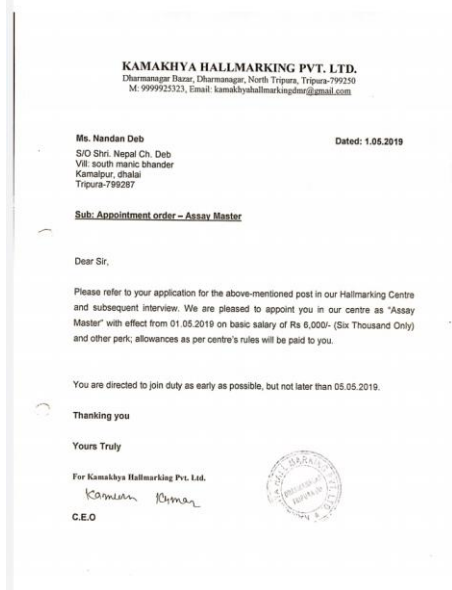 KAMAKHYA HALLMARKING PVT. LTD.
Dharmanagar Bazar, Dharmanagar, North Tripura, Tripura-799250
M: 9999925323, Email: kamakhyahallmarkingdmr@gmail.com
Ms. Nandan Deb
Dated: 1.05.2019
S/O Shri. Nepal Ch. Deb
Vill: south manic bhander
Kamalpur, dhalai
Tripura-799287
Sub: Appointment order – Assay Master
Dear Sir,
Please refer to your application for the above-mentioned post in our Hallmarking Centre
and subsequent interview. We are pleased to appoint you in our centre as "Assay
Master" with effect from 01.05.2019 on basic salary of Rs 6,000/- (Six Thousand Only)
and other perk; allowances as per centre's rules will be paid to you.
You are directed to join duty as early as possible, but not later than 05.05.2019.
Thanking you
Yours Truly
For Kamakhya Hallmarking Pvt. Ltd.
Kumar
C.E.O
HALL MARKING PVT. LTD.